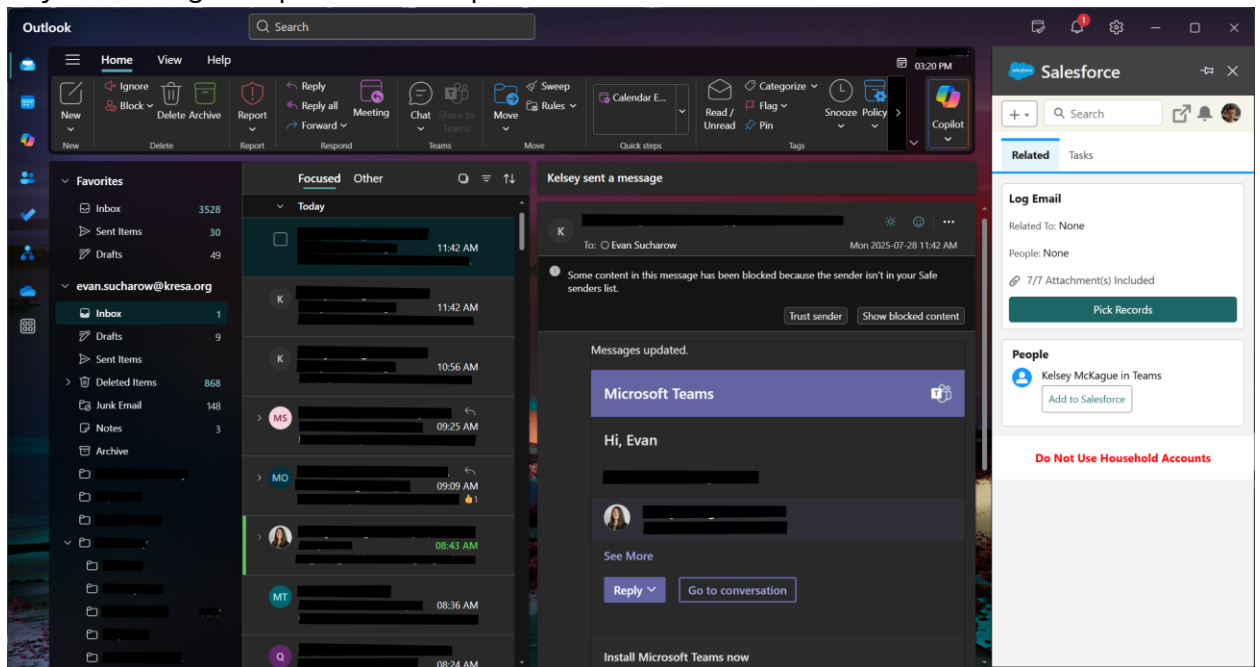 Outlook
Search
Home View Help
03:20 PM
New
Ignore
Block
Delete Archive
Report
Reply
Reply all
Forward
Meeting
Chat
Share to Teams
Move
Sweep
Rules
Calendar E...
Read / Unread
Categorize
Flag
Pin
Snooze
Policy
Copilot
New
Delete
Report
Respond
Teams
Move
Quick steps
Tags
Favorites
Inbox 3528
Sent Items 30
Drafts 49
evan.sucharow@kresa.org
Inbox 1
Drafts 9
Sent Items
Deleted Items 868
Junk Email 148
Notes 3
Archive
Focused Other
Today
11:42 AM
K
11:42 AM
K
10:56 AM
MS
09:25 AM
MO
09:09 AM
1
08:43 AM
MT
08:36 AM
Q
08:24 AM
Kelsey sent a message
K
To: Evan Sucharow
Mon 2025-07-28 11:42 AM
Some content in this message has been blocked because the sender isn't in your Safe
senders list.
Trust sender
Show blocked content
Messages updated.
Microsoft Teams
Hi, Evan
See More
Reply
Go to conversation
Install Microsoft Teams now
Salesforce
Search
Related Tasks
Log Email
Related To: None
People: None
7/7 Attachment(s) Included
Pick Records
People
Kelsey McKague in Teams
Add to Salesforce
Do Not Use Household Accounts